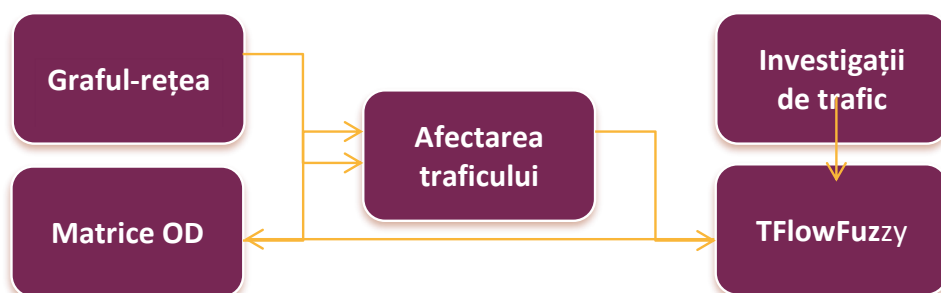 Graful-rețea
Matrice OD
Afectarea
traficului
Investigații
de trafic
TFlowFuzzy